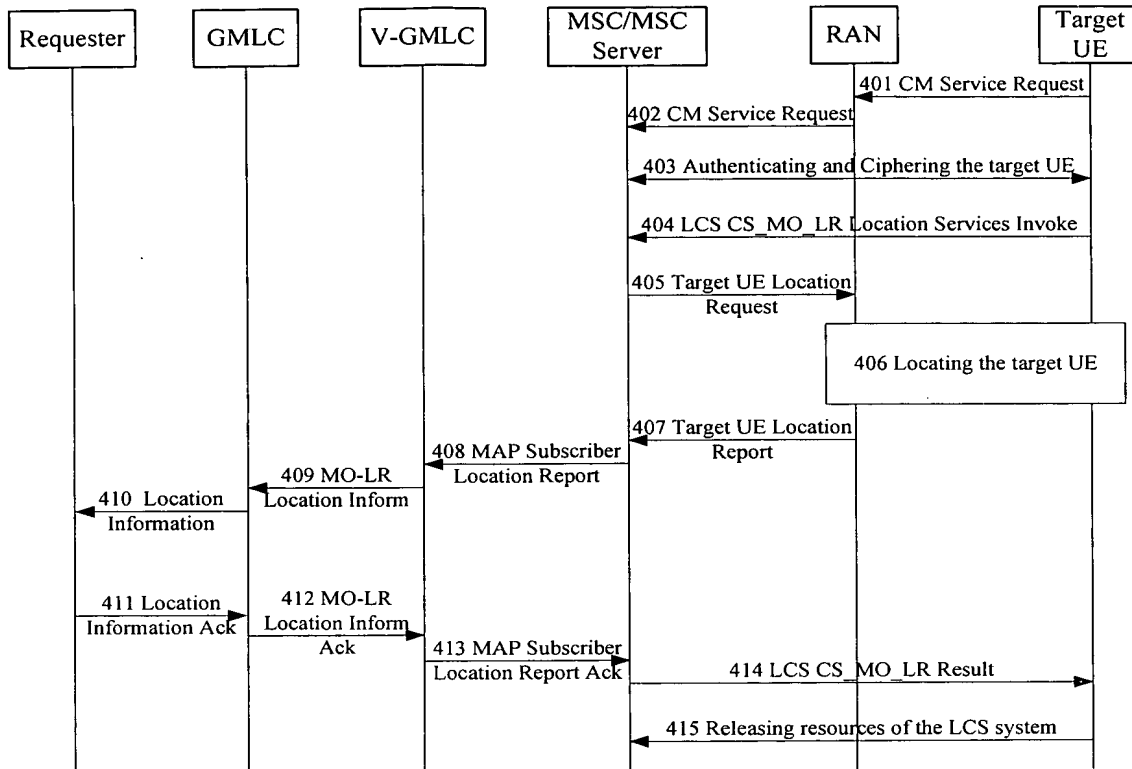 Requester
GMLC
V-GMLC
MSC/MSC
Server
RAN
Target
UE
401 CM Service Request
402 CM Service Request
403 Authenticating and Ciphering the target UE
404 LCS CS_MO_LR Location Services Invoke
405 Target UE Location
Request
406 Locating the target UE
407 Target UE Location
Report
408 MAP Subscriber
Location Report
409 MO-LR
Location Inform
410 Location
Information
411 Location
Information Ack
412 MO-LR
Location Inform
Ack
413 MAP Subscriber
Location Report Ack
414 LCS CS_MO_LR Result
415 Releasing resources of the LCS system